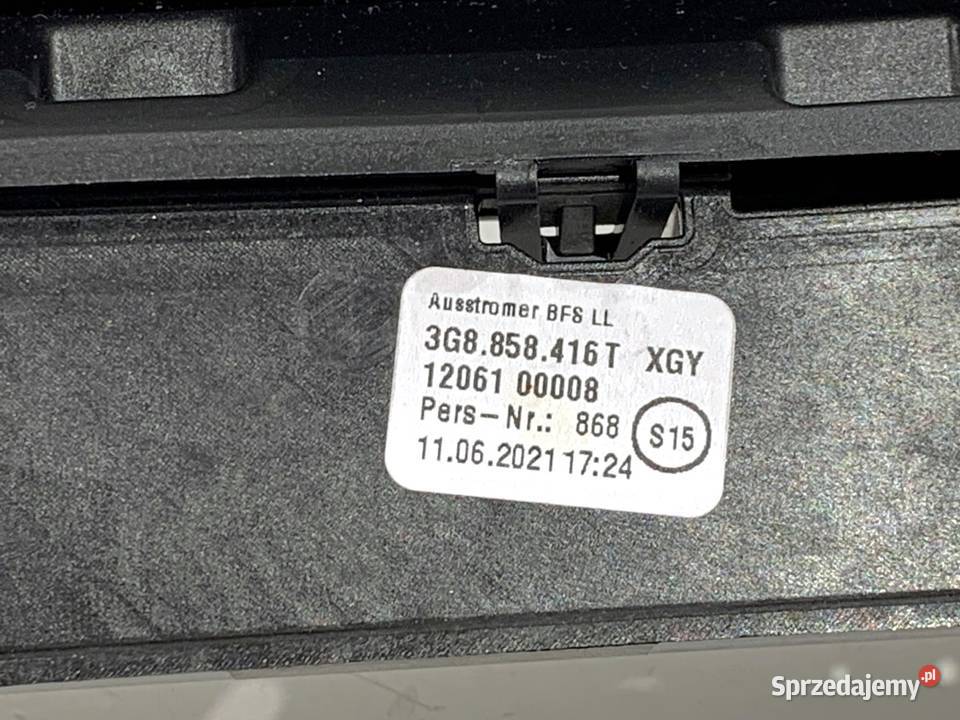 Ausstromer BFS LL
3G8.858.416T XGY
12061 00008
Pers-Nr.: 868 S15
11.06.2021 17:24
Sprzedajemy.pl